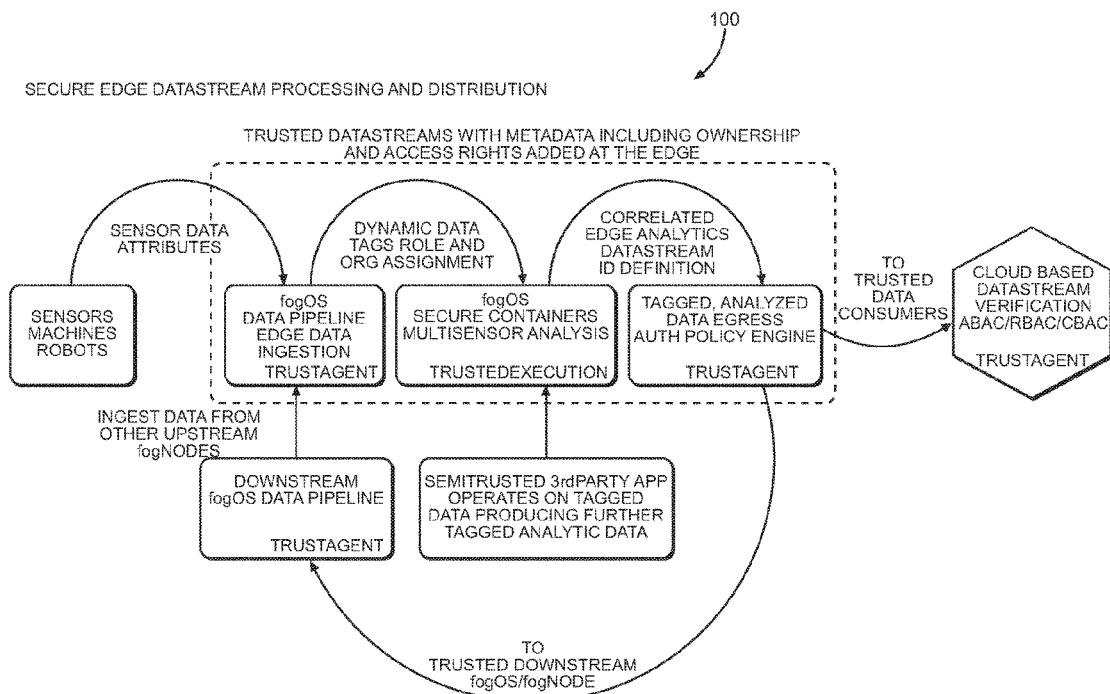 100
SECURE EDGE DATASTREAM PROCESSING AND DISTRIBUTION
TRUSTED DATASTREAMS WITH METADATA INCLUDING OWNERSHIP
AND ACCESS RIGHTS ADDED AT THE EDGE
SENSOR DATA
ATTRIBUTES
DYNAMIC DATA
TAGS ROLE AND
ORG ASSIGNMENT
CORRELATED
EDGE ANALYTICS
DATASTREAM
ID DEFINITION
SENSORS
MACHINES
ROBOTS
fogOS
DATA PIPELINE
EDGE DATA
INGESTION
TRUSTAGENT
fogOS
SECURE CONTAINERS
MULTISENSOR ANALYSIS
TRUSTEDEXECUTION
TAGGED, ANALYZED
DATA EGRESS
AUTH POLICY ENGINE
TRUSTAGENT
TO
TRUSTED
DATA
CONSUMERS
CLOUD BASED
DATASTREAM
VERIFICATION
ABAC/RBAC/CBAC
TRUSTAGENT
INGEST DATA FROM
OTHER UPSTREAM
fogNODES
DOWNSTREAM
fogOS DATA PIPELINE
TRUSTAGENT
SEMITRUSTED 3rdPARTY APP
OPERATES ON TAGGED
DATA PRODUCING FURTHER
TAGGED ANALYTIC DATA
TO
TRUSTED DOWNSTREAM
fogOS/fogNODE